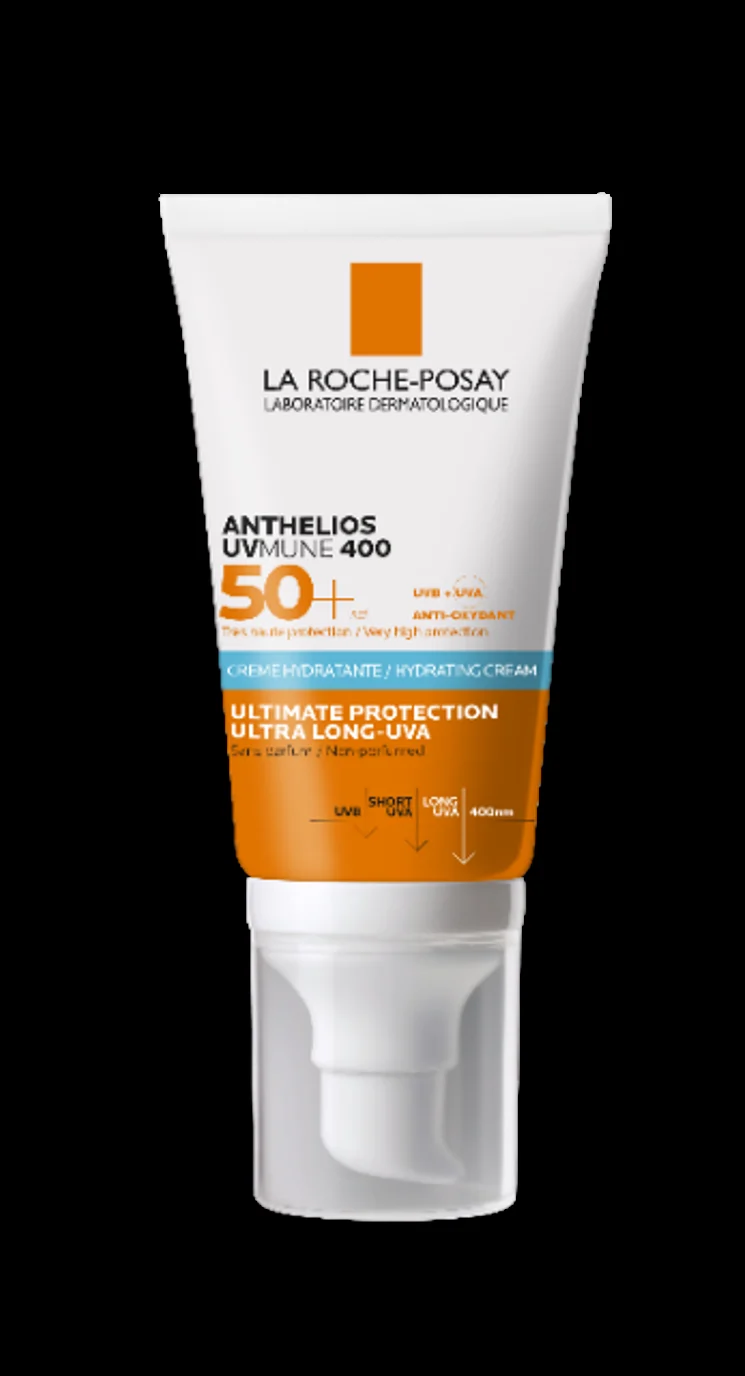 LA ROCHE-POSAY
LABORATOIRE DERMATOLOGIQUE
ANTHELIOS
UVMUNE 400
50+
UVB + UVA
ANTI-OXYDANT
Très haute protection / Very high protection
CRÈME HYDRATANTE / HYDRATING CREAM
ULTIMATE PROTECTION
ULTRA LONG-UVA
Sans parfum / Non-perfumed
UVB
SHORT
UVA
LONG
UVA
400nm